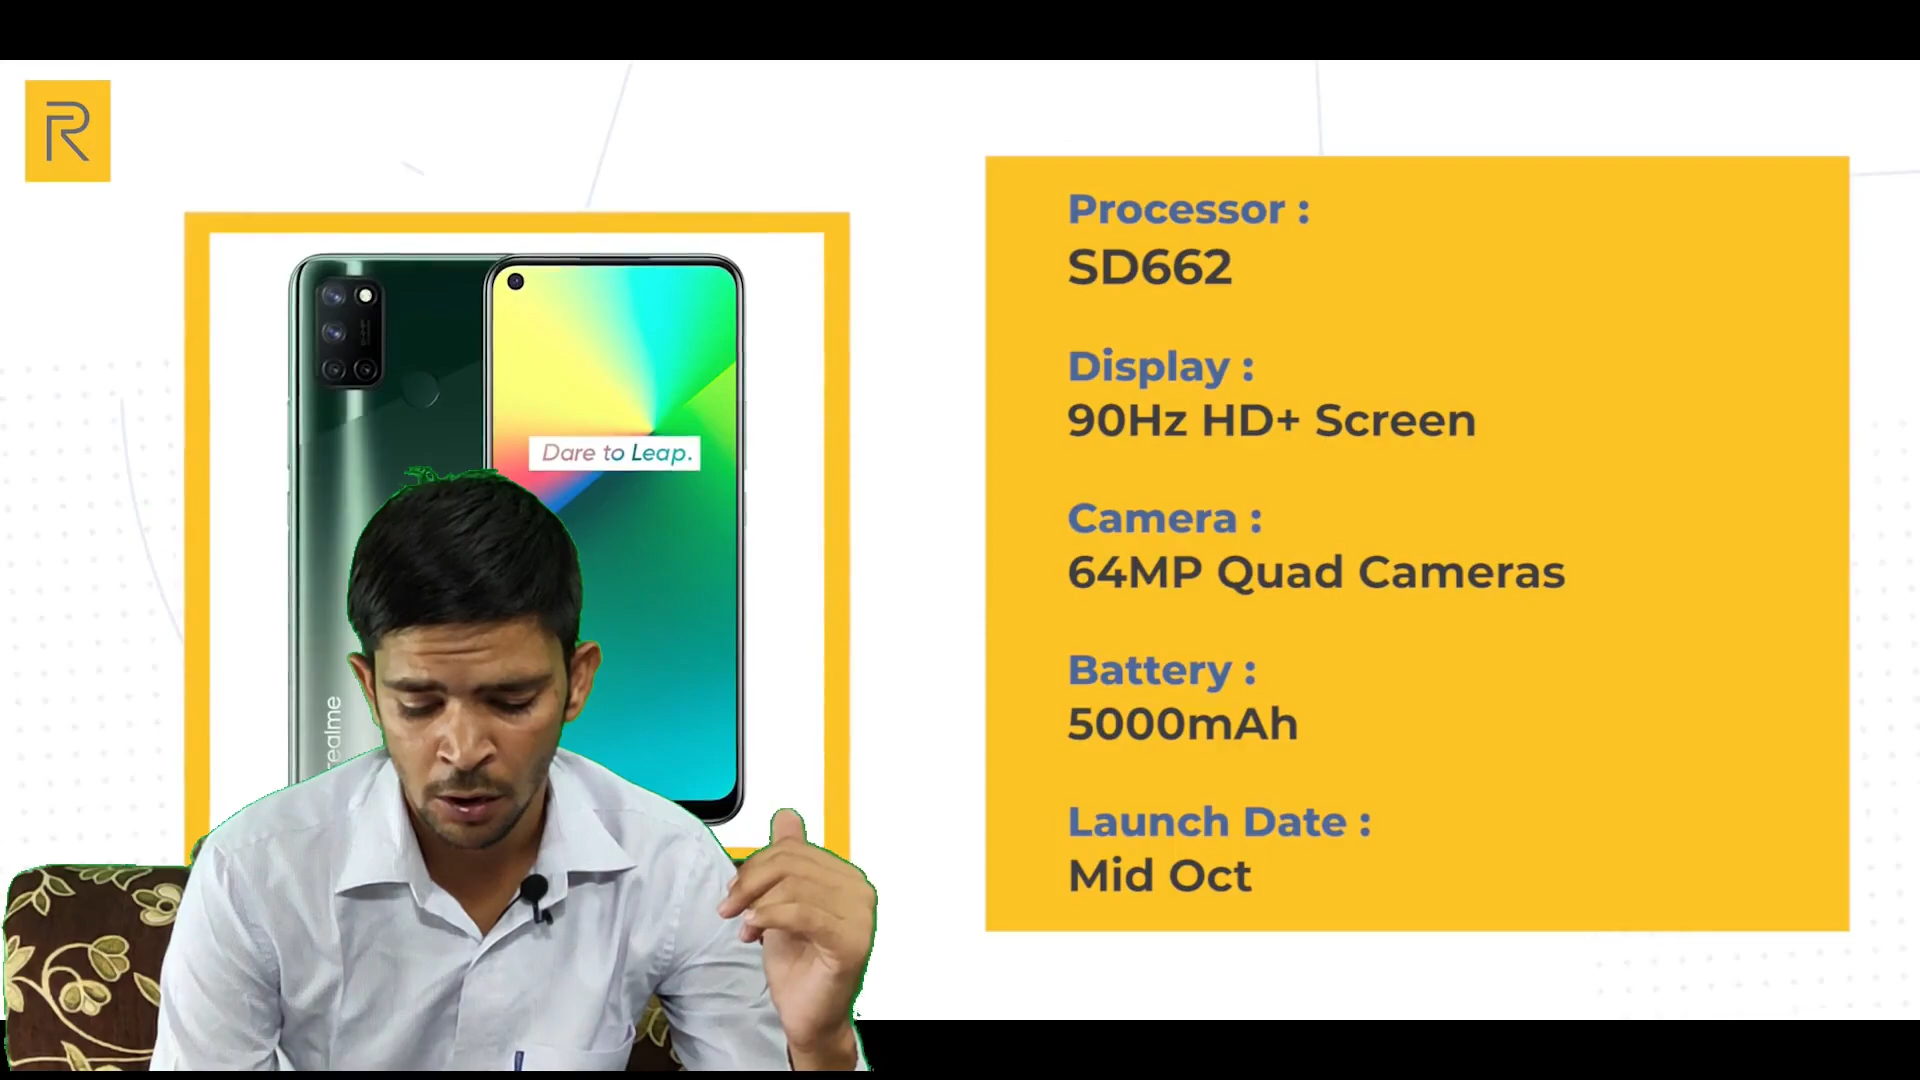 R
Processor :
SD662
Display :
90Hz HD+ Screen
Camera :
64MP Quad Cameras
Battery :
5000mAh
Launch Date :
Mid Oct
Dare to Leap.
realme